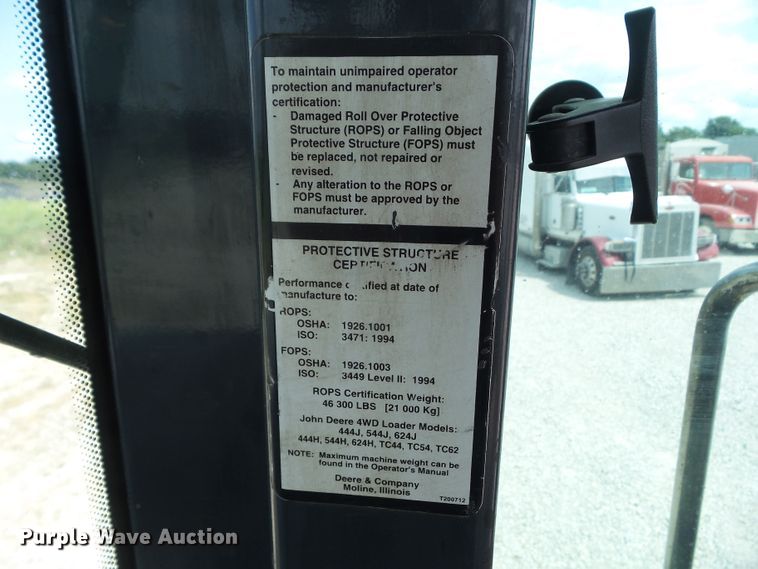 To maintain unimpaired operator
protection and manufacturer's
certification:
- Damaged Roll Over Protective
Structure (ROPS) or Falling Object
Protective Structure (FOPS) must
be replaced, not repaired or
revised.
- Any alteration to the ROPS or
FOPS must be approved by the
manufacturer.
PROTECTIVE STRUCTURE
Performance at date of
to:
ROPS:
OSHA: 1926.1001
ISO: 3471: 1994
FOPS:
OSHA: 1926.1003
ISO: 3449 Level II: 1994
ROPS Certification Weight:
46 300 LBS [21 000 Kg]
John Deere 4WD Loader Models:
444J, 544J, 624J
444H, 544H, 624H, TC44, TC54, TC62
NOTE: Maximum machine weight can be
found in the Operator's Manual
Deere & Company
Moline, Illinois
T200712
Purple Wave Auction